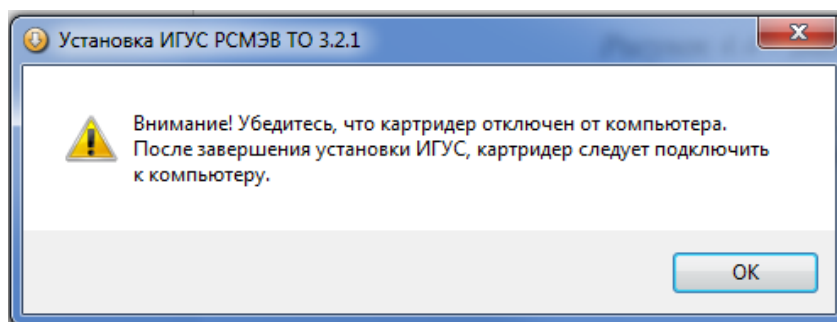 Установка ИГУС РСМЭВ ТО 3.2.1
Внимание! Убедитесь, что картридер отключен от компьютера.
После завершения установки ИГУС, картридер следует подключить
к компьютеру.
OK